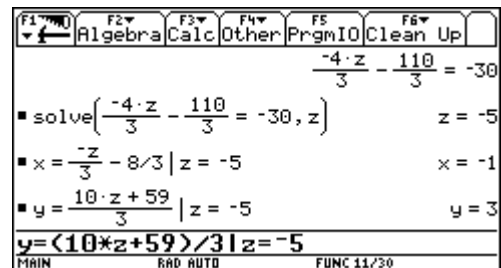 F1 F2 F3 F4 F5 F6
Algebra Calc Other PrgmIO Clean Up
-4·z/3 - 110/3 = -30
▪ solve(-4·z/3 - 110/3 = -30, z) z = -5
▪ x = -z/3 - 8/3 | z = -5 x = -1
▪ y = 10·z + 59/3 | z = -5 y = 3
y=(10*z+59)/3|z=-5
MAIN RAD AUTO FUNC 11/30